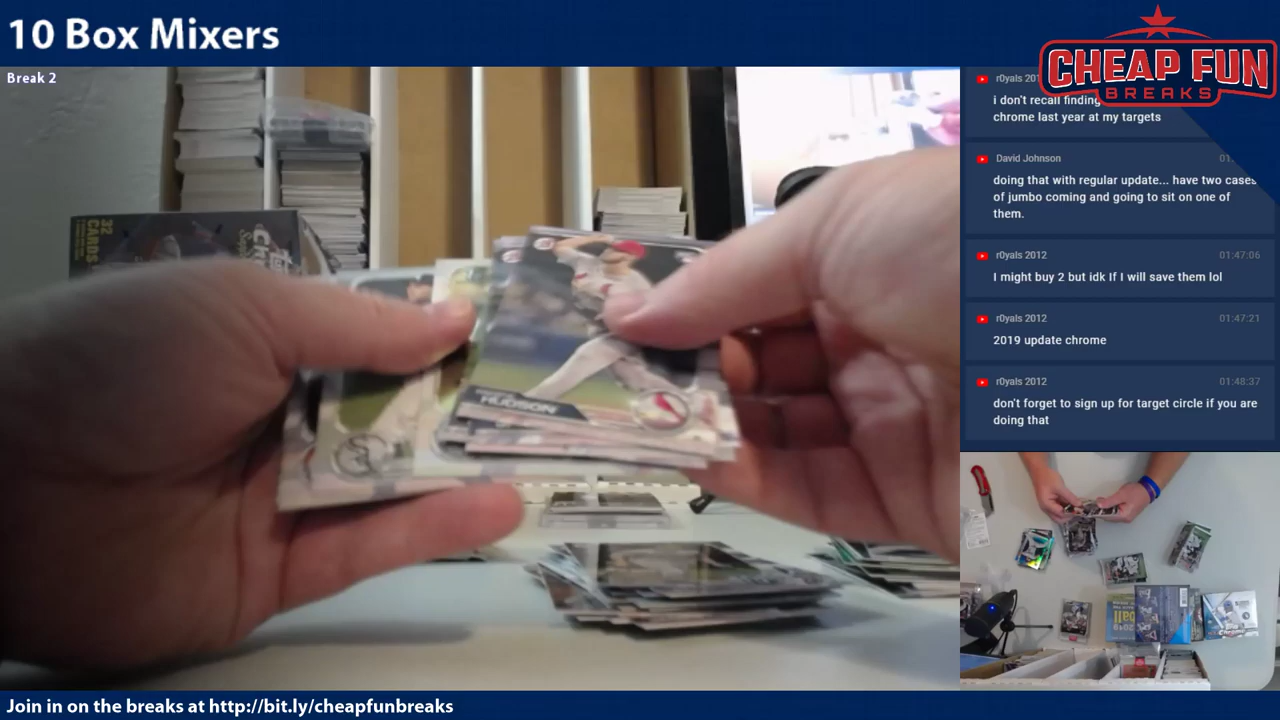 10 Box Mixers
CHEAP FUN
BREAKS
Break 2
r0yals 201
i don't recall finding
chrome last year at my targets
David Johnson
01:
doing that with regular update... have two cases
of jumbo coming and going to sit on one of
them.
r0yals 2012
01:47:06
I might buy 2 but idk If I will save them lol
r0yals 2012
01:47:21
2019 update chrome
r0yals 2012
01:48:37
don't forget to sign up for target circle if you are
doing that
32
CARDS
HUDSON
Join in on the breaks at http://bit.ly/cheapfunbreaks